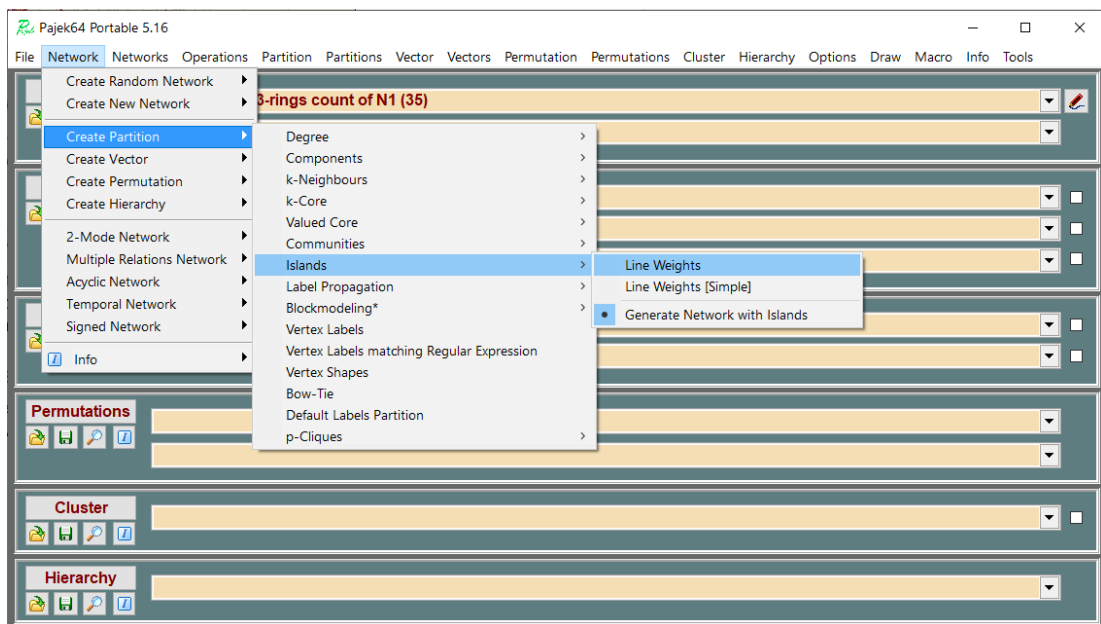 Pajek64 Portable 5.16
File Network Networks Operations Partition Partitions Vector Vectors Permutation Permutations Cluster Hierarchy Options Draw Macro Info Tools
Create Random Network
Create New Network
Create Partition
Create Vector
Create Permutation
Create Hierarchy
2-Mode Network
Multiple Relations Network
Acyclic Network
Temporal Network
Signed Network
Info
3-rings count of N1 (35)
Degree
Components
k-Neighbours
k-Core
Valued Core
Communities
Islands
Label Propagation
Blockmodeling*
Vertex Labels
Vertex Labels matching Regular Expression
Vertex Shapes
Bow-Tie
Default Labels Partition
p-Cliques
Line Weights
Line Weights [Simple]
Generate Network with Islands
Permutations
Cluster
Hierarchy